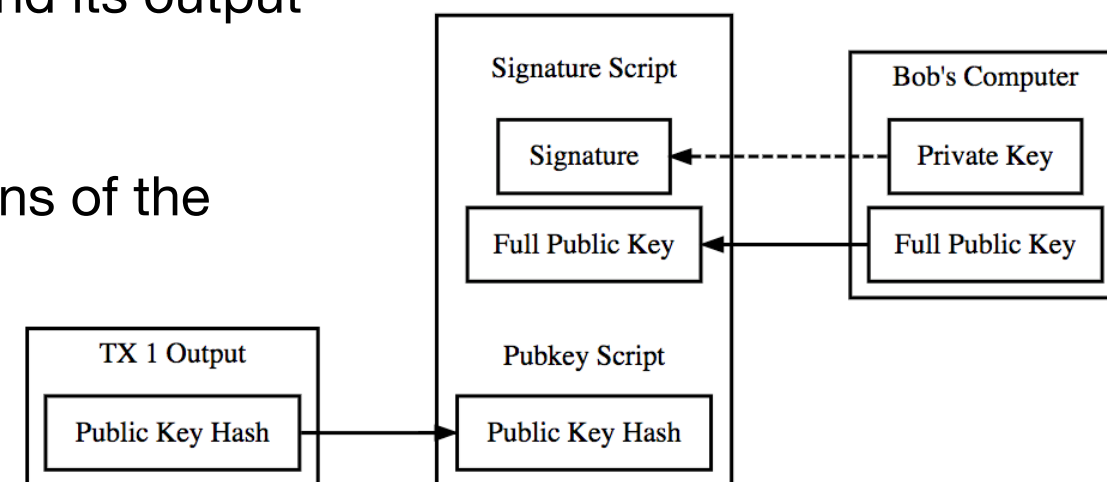 nd its output
ns of the
Signature Script
Signature
Full Public Key
Pubkey Script
Public Key Hash
Bob's Computer
Private Key
Full Public Key
TX 1 Output
Public Key Hash